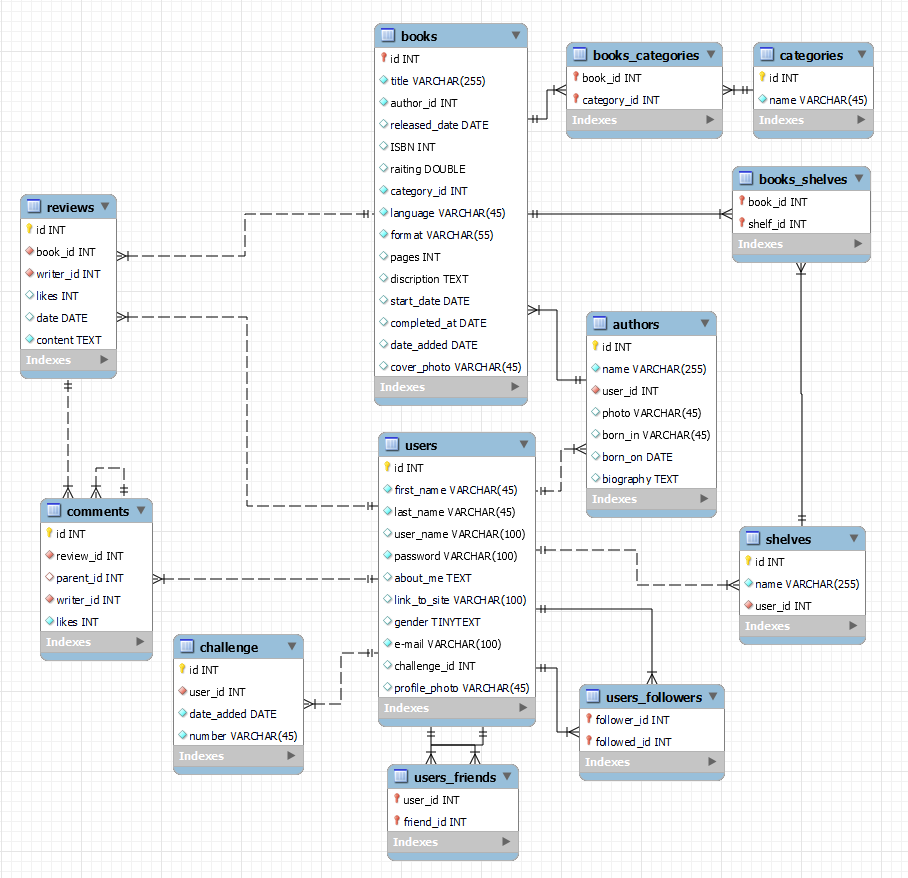 books
id INT
title VARCHAR(255)
author_id INT
released_date DATE
ISBN INT
raiting DOUBLE
category_id INT
language VARCHAR(45)
format VARCHAR(55)
pages INT
discription TEXT
start_date DATE
completed_at DATE
date_added DATE
cover_photo VARCHAR(45)
Indexes
books_categories
book_id INT
category_id INT
Indexes
categories
id INT
name VARCHAR(45)
Indexes
books_shelves
book_id INT
shelf_id INT
Indexes
reviews
id INT
book_id INT
writer_id INT
likes INT
date DATE
content TEXT
Indexes
authors
id INT
name VARCHAR(255)
user_id INT
photo VARCHAR(45)
born_in VARCHAR(45)
born_on DATE
biography TEXT
Indexes
users
id INT
first_name VARCHAR(45)
last_name VARCHAR(45)
user_name VARCHAR(100)
password VARCHAR(100)
about_me TEXT
link_to_site VARCHAR(100)
gender TINYTEXT
e-mail VARCHAR(100)
challenge_id INT
profile_photo VARCHAR(45)
Indexes
comments
id INT
review_id INT
parent_id INT
writer_id INT
likes INT
Indexes
shelves
id INT
name VARCHAR(255)
user_id INT
Indexes
challenge
id INT
user_id INT
date_added DATE
number VARCHAR(45)
Indexes
users_followers
follower_id INT
followed_id INT
Indexes
users_friends
user_id INT
friend_id INT
Indexes